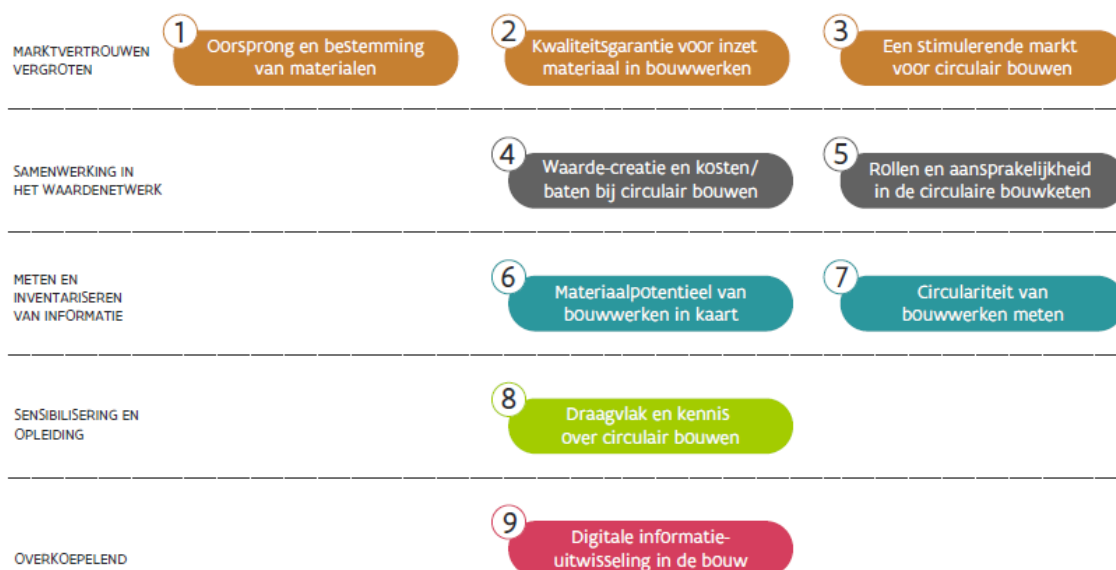 MARKTVERTROUWEN
VERGROTEN
1
Oorsprong en bestemming
van materialen
2
Kwaliteitsgarantie voor inzet
materiaal in bouwwerken
3
Een stimulerende markt
voor circulair bouwen
SAMENWERKING IN
HET WAARDENETWERK
4
Waarde-creatie en kosten/
baten bij circulair bouwen
5
Rollen en aansprakelijkheid
in de circulaire bouwketen
METEN EN
INVENTARISEREN
VAN INFORMATIE
6
Materiaalpotentieel van
bouwwerken in kaart
7
Circulariteit van
bouwwerken meten
SENSIBILISERING EN
OPLEIDING
8
Draagvlak en kennis
over circulair bouwen
OVERKOEPELEND
9
Digitale informatie-
uitwisseling in de bouw